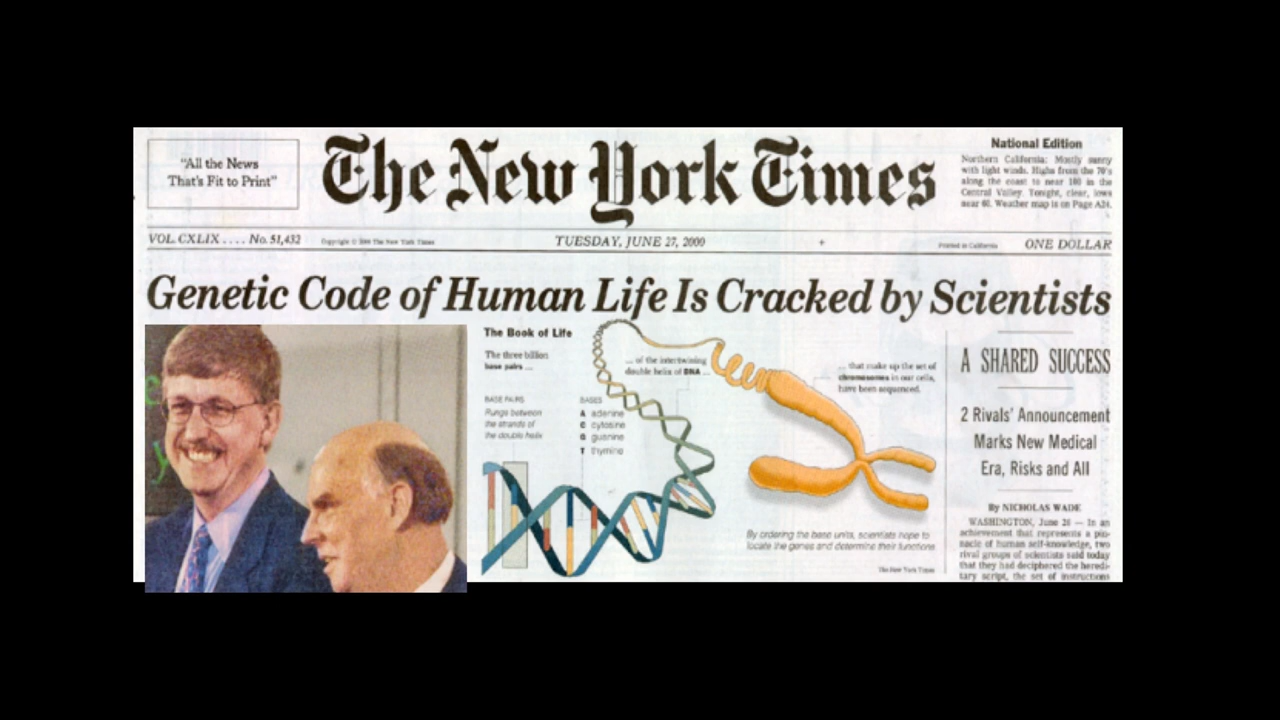 "All the News
That's Fit to Print"
The New York Times
National Edition
Northern California: Mostly sunny
with light winds. Highs from the 70's
along the coast to near 100 in the
Central Valley. Tonight, clear, lows
near 60. Weather map is on Page A24.
VOL. CXLIX .... No. 51,432
Copyright © 2000 The New York Times
TUESDAY, JUNE 27, 2000
Printed in California
ONE DOLLAR
Genetic Code of Human Life Is Cracked by Scientists
The Book of Life
The three billion
base pairs ...
... of the intertwining
double helix of DNA ...
... that make up the set of
chromosomes in our cells,
have been sequenced.
BASE PAIRS
Rungs between
the strands of
the double helix
BASES
A adenine
C cytosine
G guanine
T thymine
By ordering the base units, scientists hope to
locate the genes and determine their functions
The New York Times
A SHARED SUCCESS
2 Rivals' Announcement
Marks New Medical
Era, Risks and All
By NICHOLAS WADE
WASHINGTON, June 26 — In an
achievement that represents a pin-
nacle of human self-knowledge, two
rival groups of scientists said today
that they had deciphered the heredi-
tary script, the set of instructions